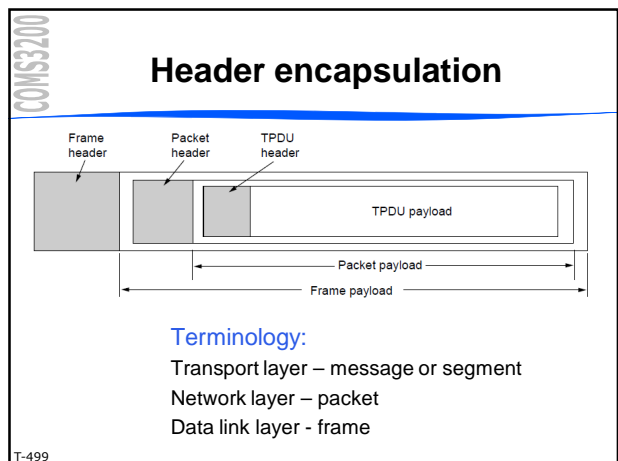 COMS3200
Header encapsulation
Frame header
Packet header
TPDU header
TPDU payload
Packet payload
Frame payload
Terminology:
Transport layer – message or segment
Network layer – packet
Data link layer - frame
T-499